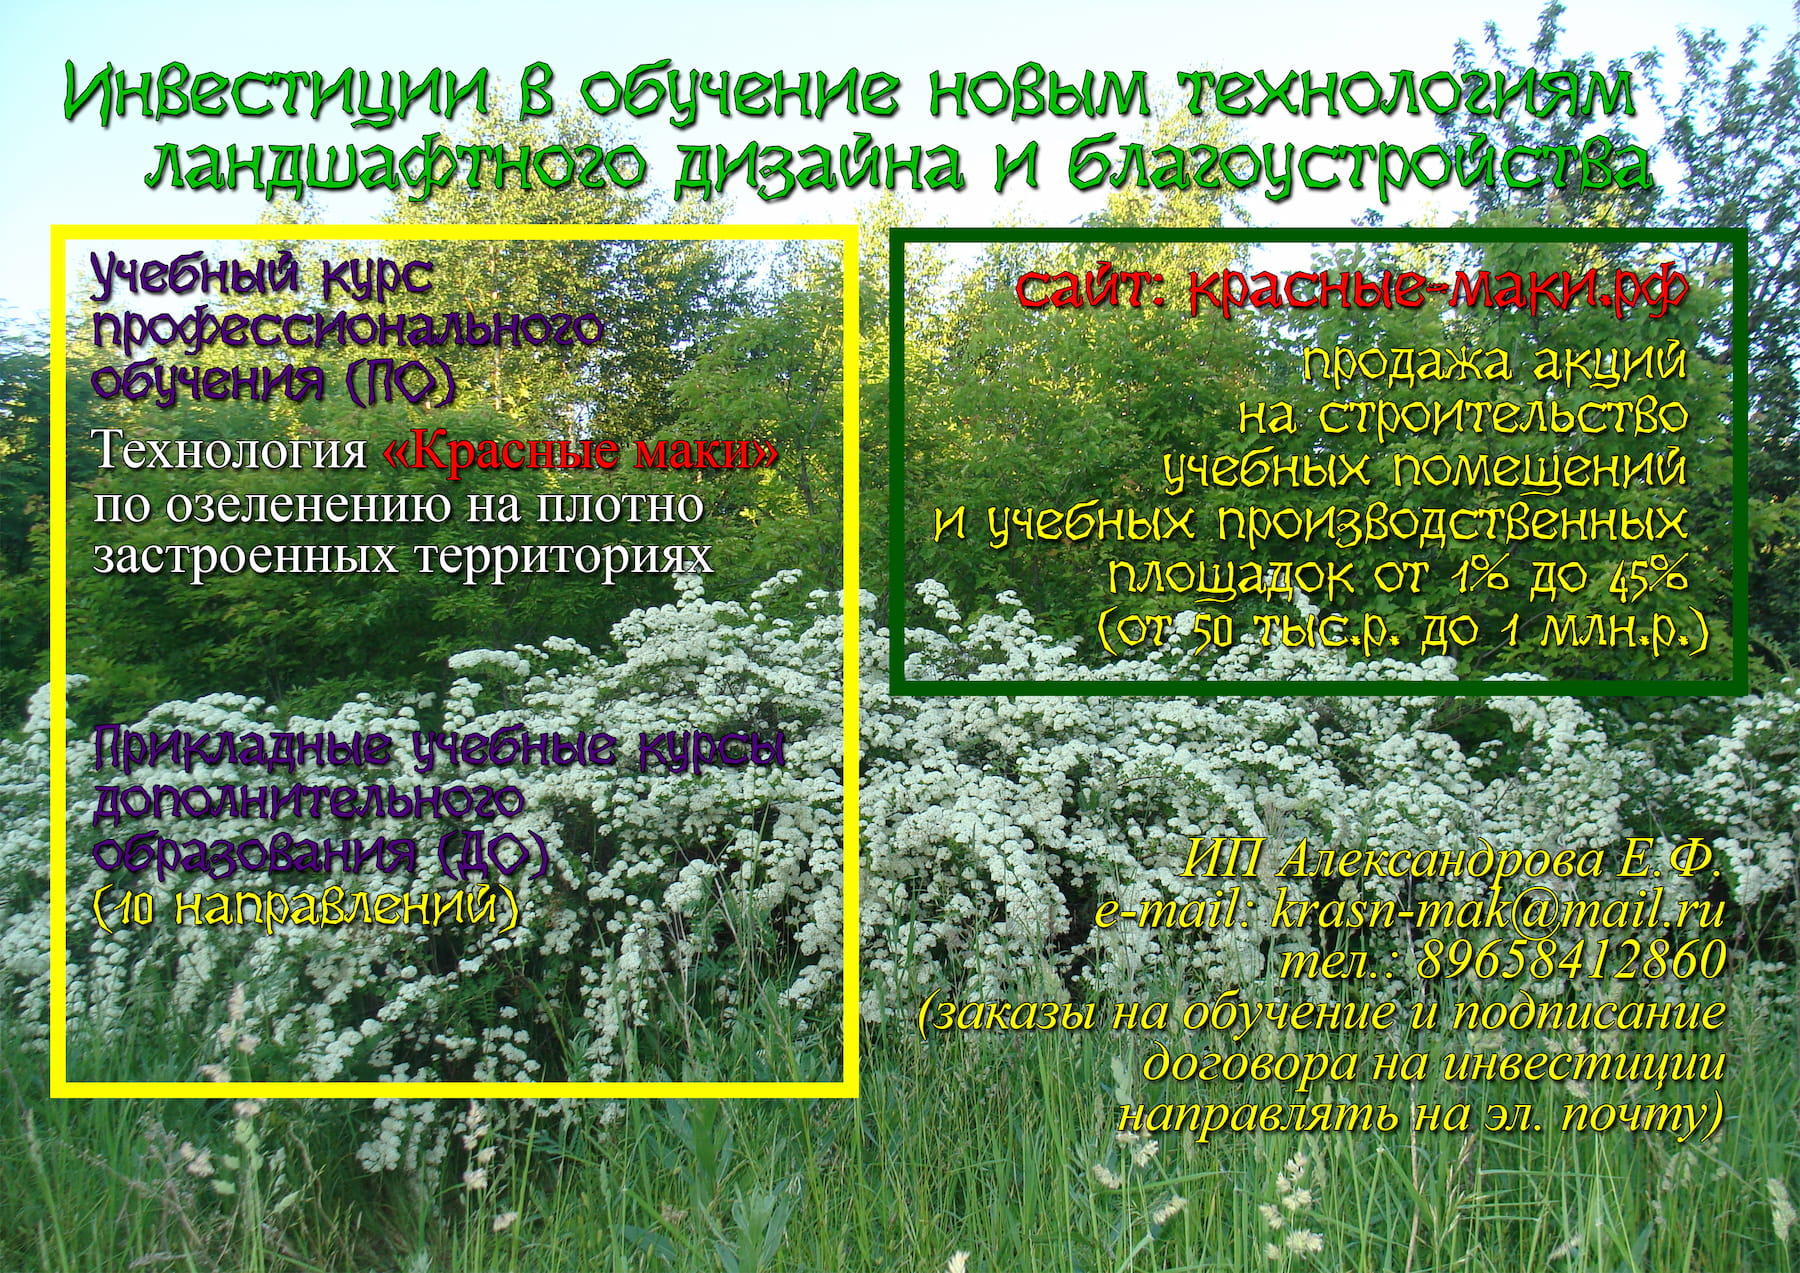 Инвестиции в обучение новым технологиям
ландшафтного дизайна и благоустройства
Учебный курс
профессионального
обучения (ПО)
Технология «Красные маки»
по озеленению на плотно
застроенных территориях
Прикладные учебные курсы
дополнительного
образования (ДО)
(10 направлений)
сайт: красные-маки.рф
продажа акций
на строительство
учебных помещений
и учебных производственных
площадок от 1% до 45%
(от 50 тыс.р. до 1 млн.р.)
ИП Александрова Е.Ф.
e-mail: krasn-mak@mail.ru
тел.: 89658412860
(заказы на обучение и подписание
договора на инвестиции
направлять на эл. почту)